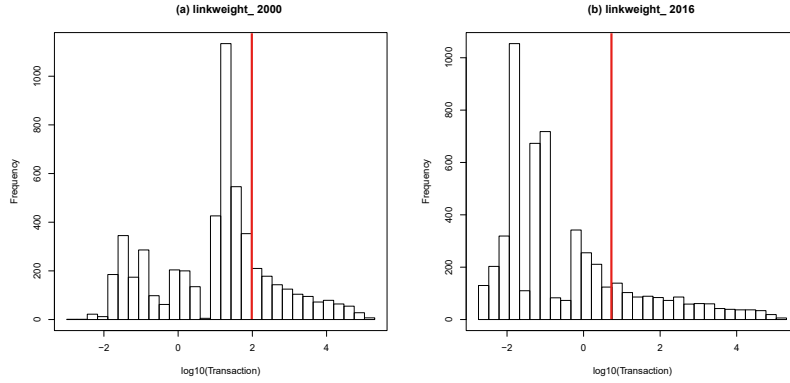 (a) linkweight_ 2000
Frequency
1000
800
600
400
200
0
−2 0 2 4
log10(Transaction)
(b) linkweight_ 2016
Frequency
1000
800
600
400
200
0
−2 0 2 4
log10(Transaction)